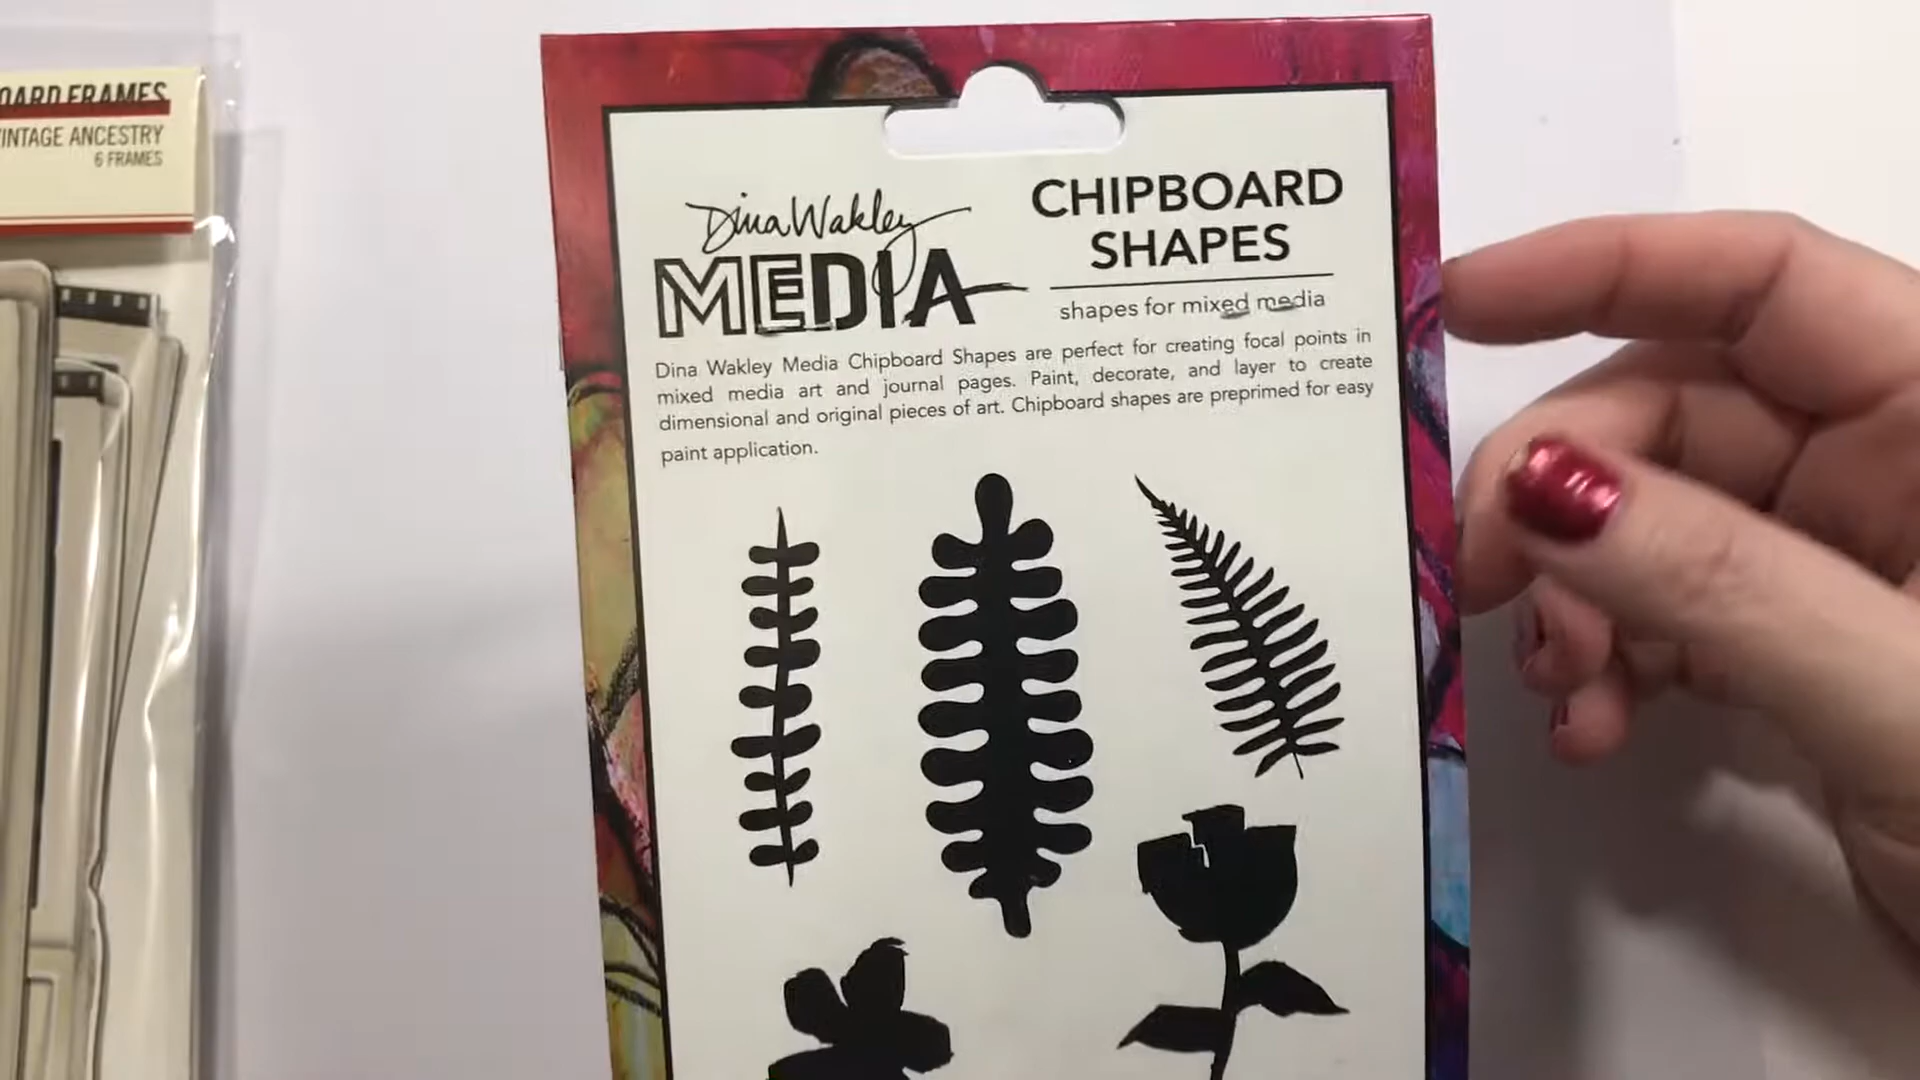 FRAMES
VINTAGE ANCESTRY
6 FRAMES
Dina Wakley
MEDIA
CHIPBOARD
SHAPES
shapes for mixed media
Dina Wakley Media Chipboard Shapes are perfect for creating focal points in
mixed media art and journal pages. Paint, decorate, and layer to create
dimensional and original pieces of art. Chipboard shapes are preprimed for easy
paint application.